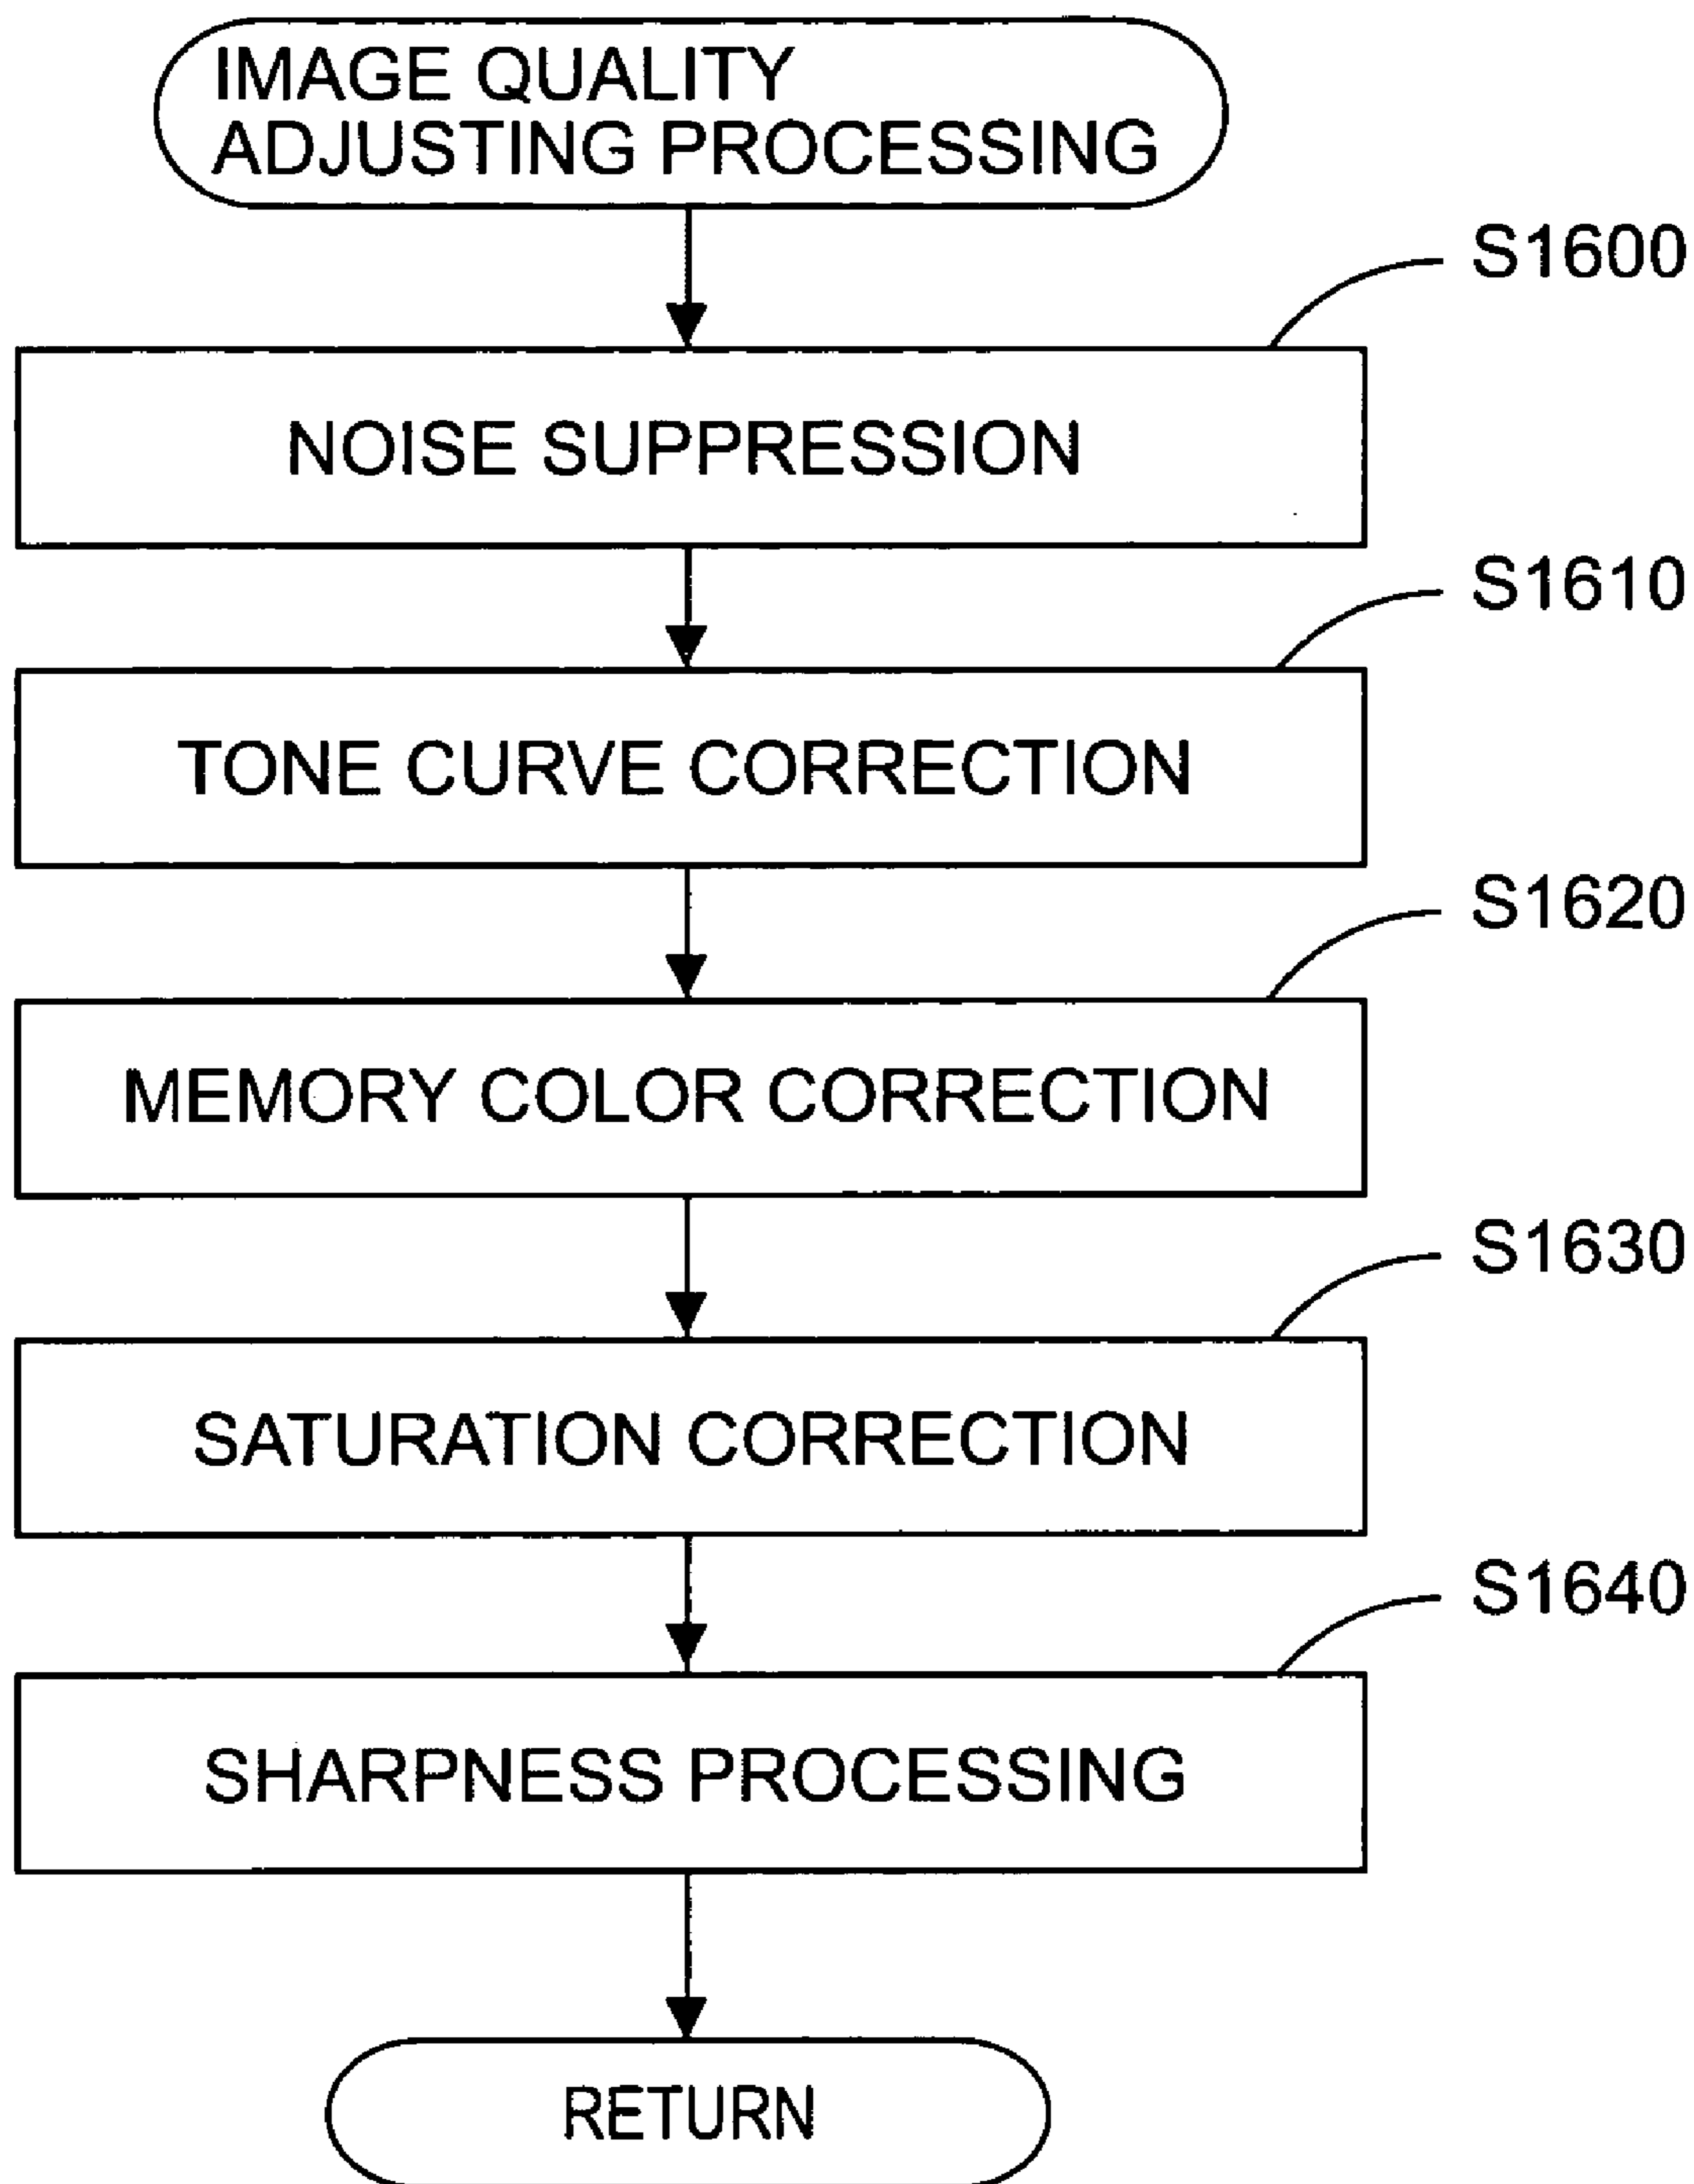 IMAGE QUALITY
ADJUSTING PROCESSING
S1600
NOISE SUPPRESSION
S1610
TONE CURVE CORRECTION
S1620
MEMORY COLOR CORRECTION
S1630
SATURATION CORRECTION
S1640
SHARPNESS PROCESSING
RETURN